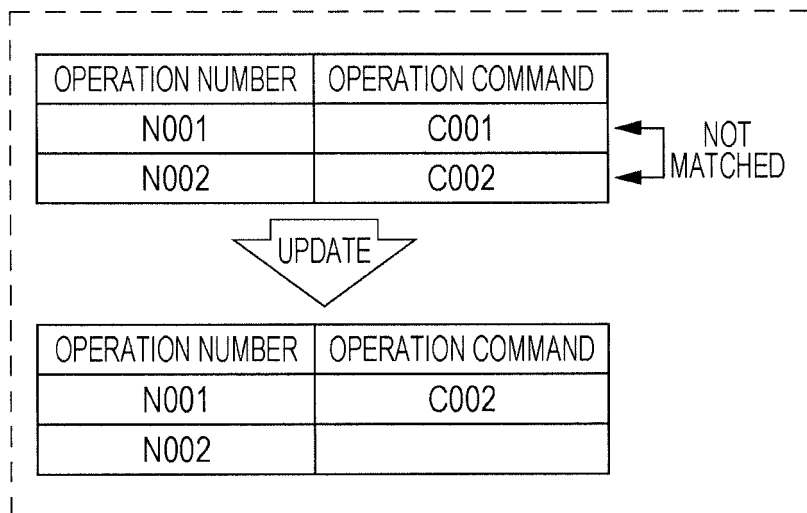 OPERATION NUMBER OPERATION COMMAND
N001 C001
N002 C002
NOT
MATCHED
UPDATE
OPERATION NUMBER OPERATION COMMAND
N001 C002
N002